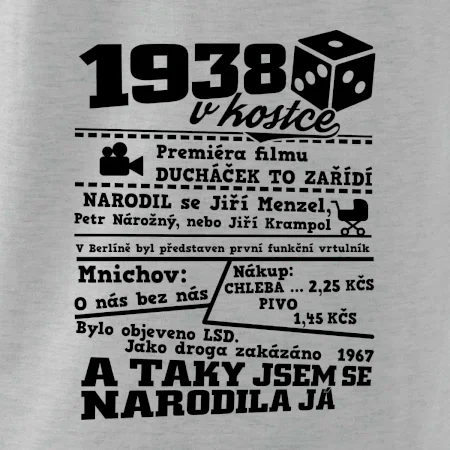 1938
v kostce
Premiéra filmu
DUCHÁČEK TO ZAŘÍDÍ
NARODIL se Jiří Menzel,
Petr Nárožný, nebo Jiří Krampol
V Berlíně byl představen první funkční vrtulník
Mnichov:
O nás bez nás
Nákup:
CHLEBA ... 2,25 KČS
PIVO
1,45 KČS
Bylo objeveno LSD.
Jako droga zakázáno 1967
A TAKY JSEM SE
NARODILA JÁ